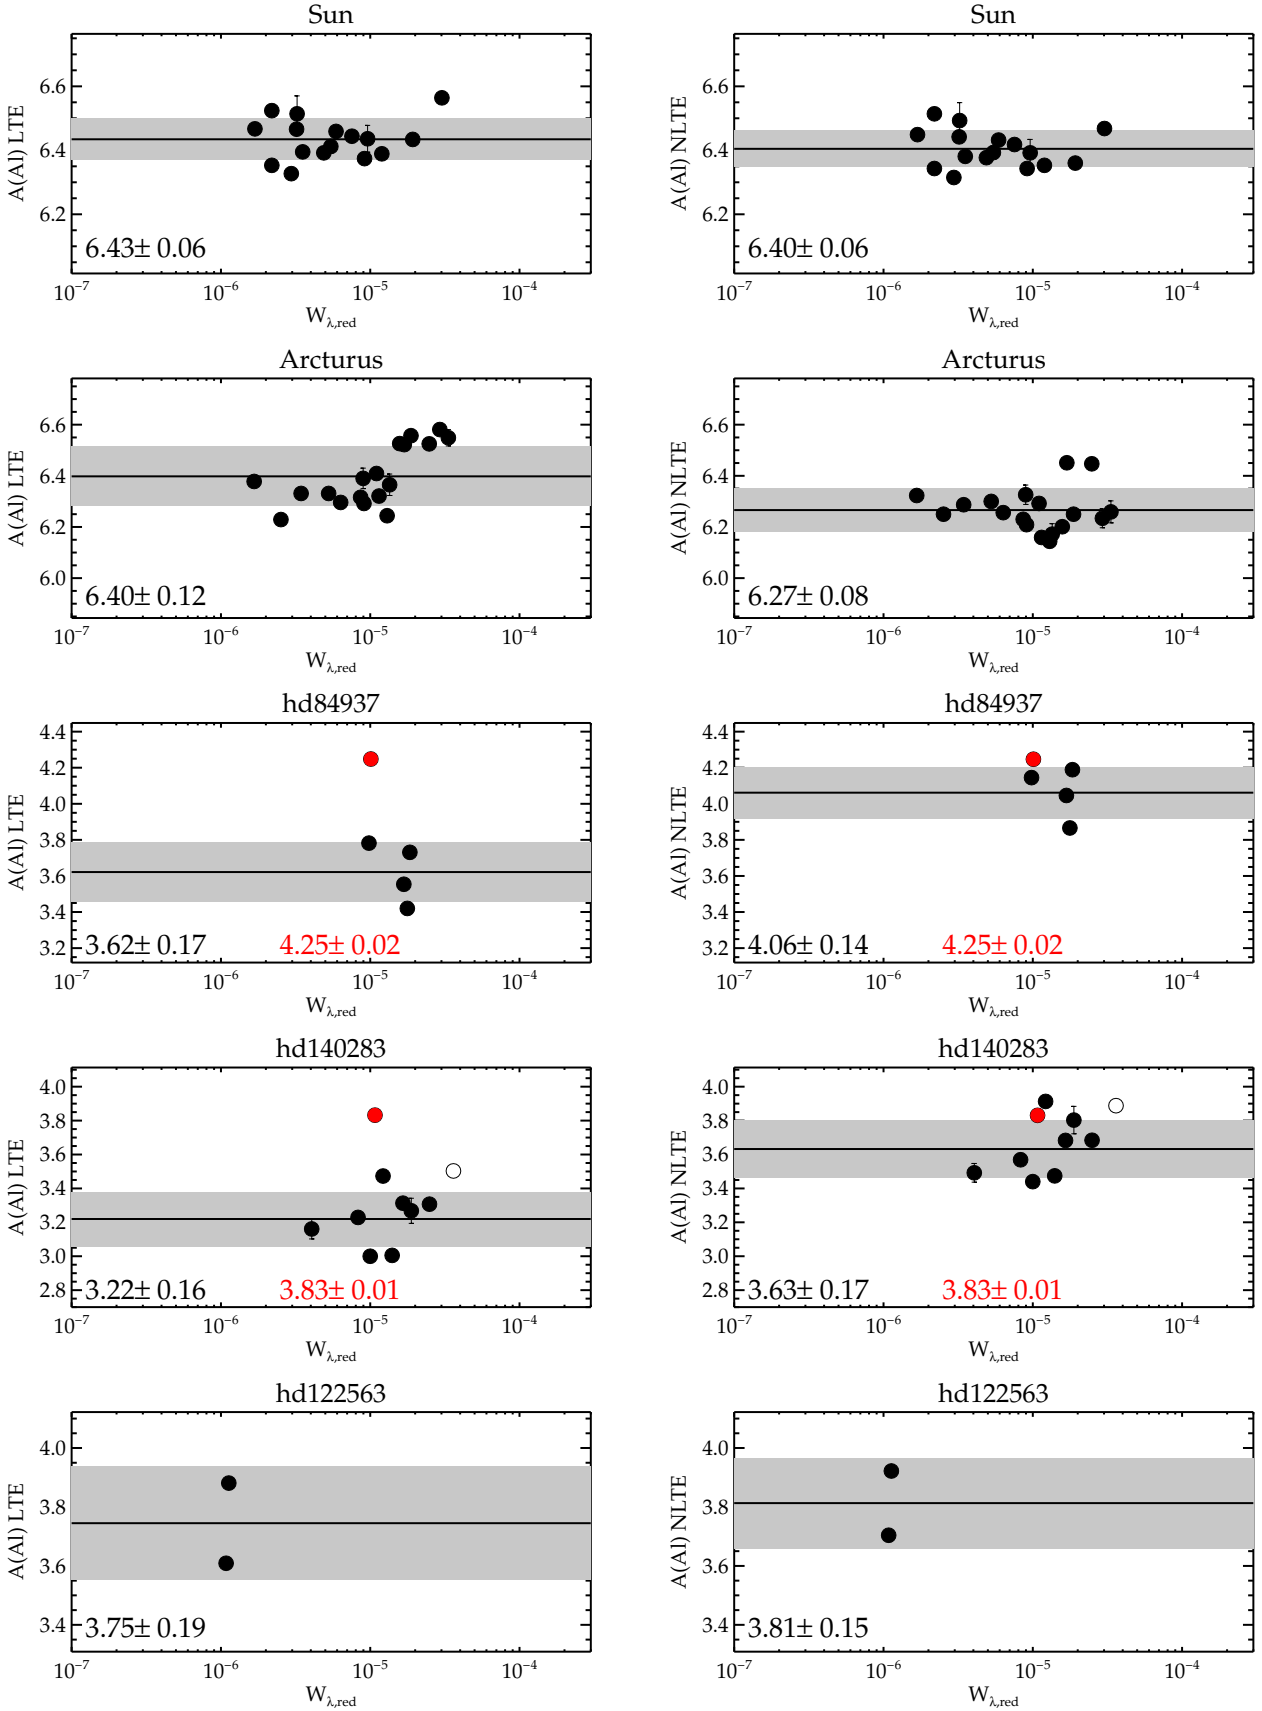 Sun
A(Al) LTE
6.6
6.4
6.2
6.43± 0.06
10⁻⁷ 10⁻⁶ 10⁻⁵ 10⁻⁴
W_λ,red
Sun
A(Al) NLTE
6.6
6.4
6.2
6.40± 0.06
10⁻⁷ 10⁻⁶ 10⁻⁵ 10⁻⁴
W_λ,red
Arcturus
A(Al) LTE
6.6
6.4
6.2
6.0
6.40± 0.12
10⁻⁷ 10⁻⁶ 10⁻⁵ 10⁻⁴
W_λ,red
Arcturus
A(Al) NLTE
6.6
6.4
6.2
6.0
6.27± 0.08
10⁻⁷ 10⁻⁶ 10⁻⁵ 10⁻⁴
W_λ,red
hd84937
A(Al) LTE
4.4
4.2
4.0
3.8
3.6
3.4
3.2
3.62± 0.17 4.25± 0.02
10⁻⁷ 10⁻⁶ 10⁻⁵ 10⁻⁴
W_λ,red
hd84937
A(Al) NLTE
4.4
4.2
4.0
3.8
3.6
3.4
3.2
4.06± 0.14 4.25± 0.02
10⁻⁷ 10⁻⁶ 10⁻⁵ 10⁻⁴
W_λ,red
hd140283
A(Al) LTE
4.0
3.8
3.6
3.4
3.2
3.0
2.8
3.22± 0.16 3.83± 0.01
10⁻⁷ 10⁻⁶ 10⁻⁵ 10⁻⁴
W_λ,red
hd140283
A(Al) NLTE
4.0
3.8
3.6
3.4
3.2
3.0
2.8
3.63± 0.17 3.83± 0.01
10⁻⁷ 10⁻⁶ 10⁻⁵ 10⁻⁴
W_λ,red
hd122563
A(Al) LTE
4.0
3.8
3.6
3.4
3.75± 0.19
10⁻⁷ 10⁻⁶ 10⁻⁵ 10⁻⁴
W_λ,red
hd122563
A(Al) NLTE
4.0
3.8
3.6
3.4
3.81± 0.15
10⁻⁷ 10⁻⁶ 10⁻⁵ 10⁻⁴
W_λ,red